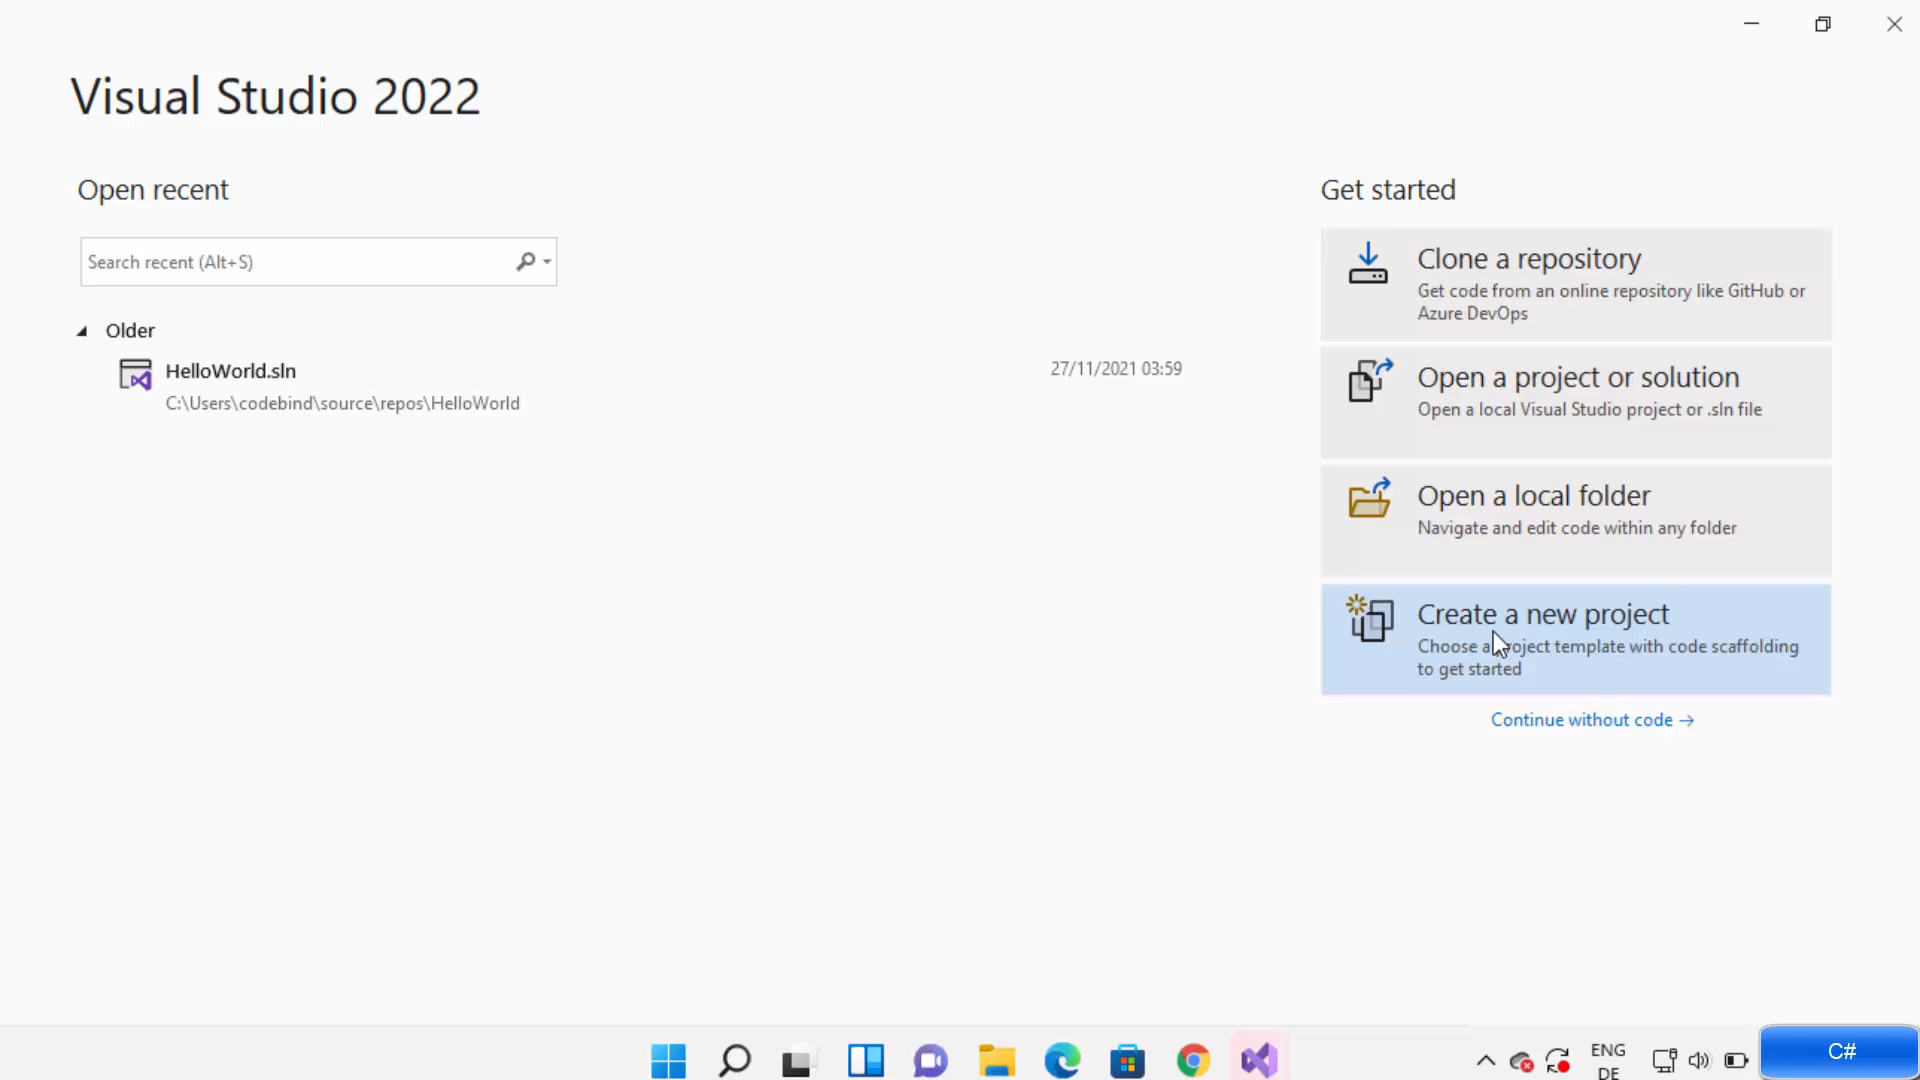 Visual Studio 2022
Open recent
Search recent (Alt+S)
Older
HelloWorld.sln
27/11/2021 03:59
C:\Users\codebind\source\repos\HelloWorld
Get started
Clone a repository
Get code from an online repository like GitHub or
Azure DevOps
Open a project or solution
Open a local Visual Studio project or .sln file
Open a local folder
Navigate and edit code within any folder
Create a new project
Choose a project template with code scaffolding
to get started
Continue without code →
ENG
DE
C#